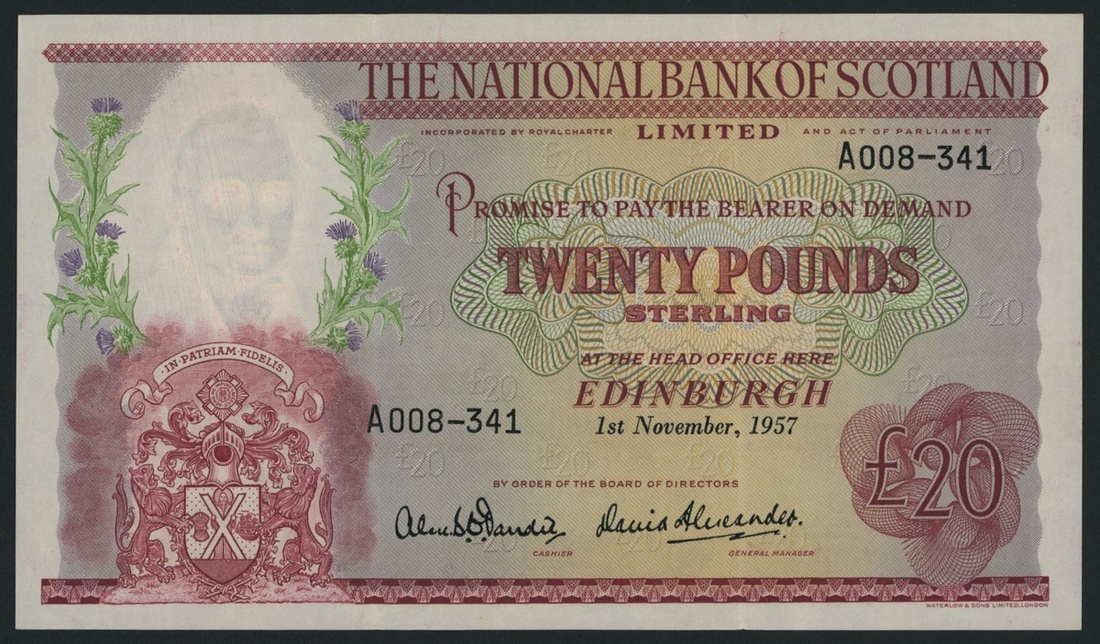 THE NATIONAL BANK OF SCOTLAND
INCORPORATED BY ROYAL CHARTER LIMITED AND ACT OF PARLIAMENT
A008-341
PROMISE TO PAY THE BEARER ON DEMAND
TWENTY POUNDS
STERLING
AT THE HEAD OFFICE HERE
EDINBURGH
1st November, 1957
IN·PATRIAM·FIDELIS
A008-341
£20
BY ORDER OF THE BOARD OF DIRECTORS
David Alexander.
CASHIER GENERAL MANAGER
WATERLOW & SONS LIMITED, LONDON